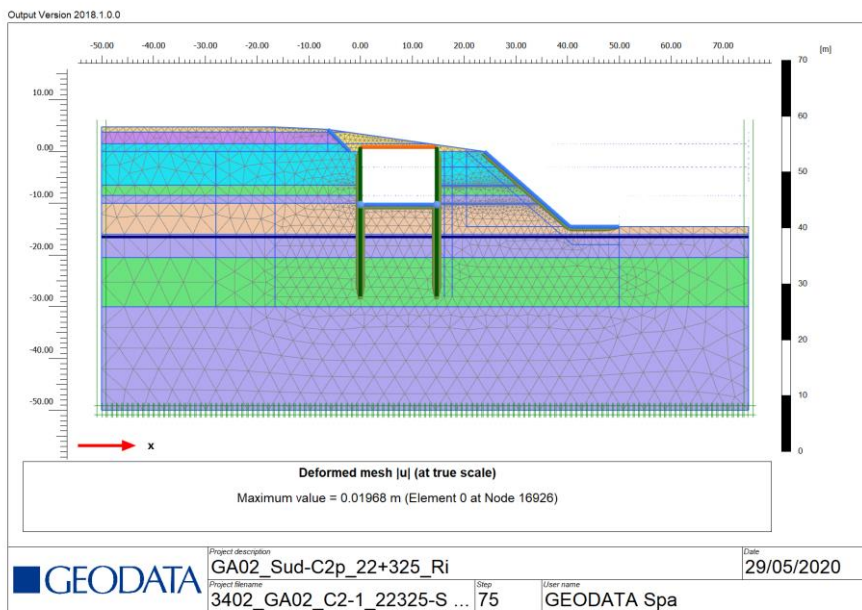 Output Version 2018.1.0.0
-50.00 -40.00 -30.00 -20.00 -10.00 0.00 10.00 20.00 30.00 40.00 50.00 60.00 70.00 [m]
70
60
50
40
30
20
10
0
10.00
0.00
-10.00
-20.00
-30.00
-40.00
-50.00
x
Deformed mesh |u| (at true scale)
Maximum value = 0.01968 m (Element 0 at Node 16926)
GEODATA
Project description
GA02_Sud-C2p_22+325_Ri
Date
29/05/2020
Project filename
3402_GA02_C2-1_22325-S ...
Step
75
User name
GEODATA Spa